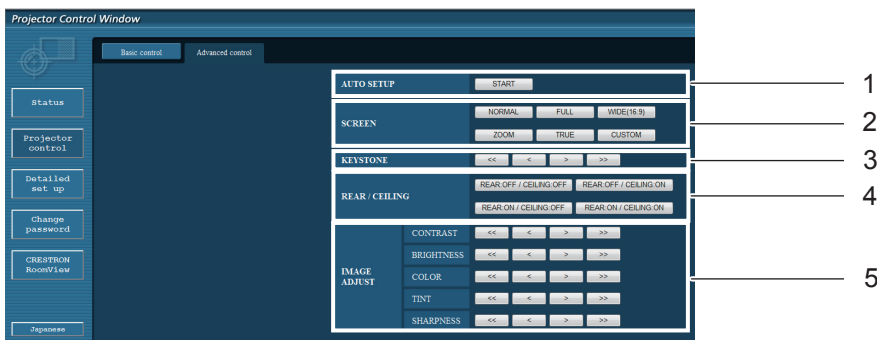 Projector Control Window
Basic control Advanced control
Status
Projector control
Detailed set up
Change password
CRESTRON RoomView
Japanese
AUTO SETUP START 1
SCREEN NORMAL FULL WIDE(16:9) ZOOM TRUE CUSTOM 2
KEYSTONE << < > >> 3
REAR / CEILING REAR:OFF / CEILING:OFF REAR:OFF / CEILING:ON REAR:ON / CEILING:OFF REAR:ON / CEILING:ON 4
IMAGE ADJUST 5
CONTRAST << < > >>
BRIGHTNESS << < > >>
COLOR << < > >>
TINT << < > >>
SHARPNESS << < > >>